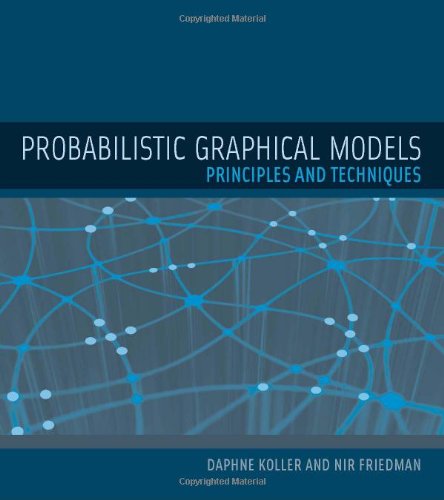 Copyrighted Material
PROBABILISTIC GRAPHICAL MODELS
PRINCIPLES AND TECHNIQUES
DAPHNE KOLLER AND NIR FRIEDMAN
Copyrighted Material